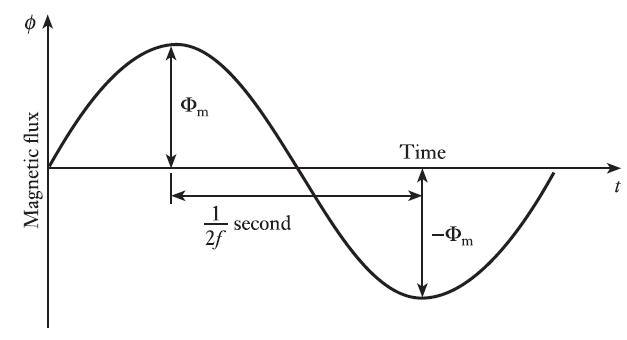 ϕ
Magnetic flux
Φm
Time
t
1/2f second
−Φm